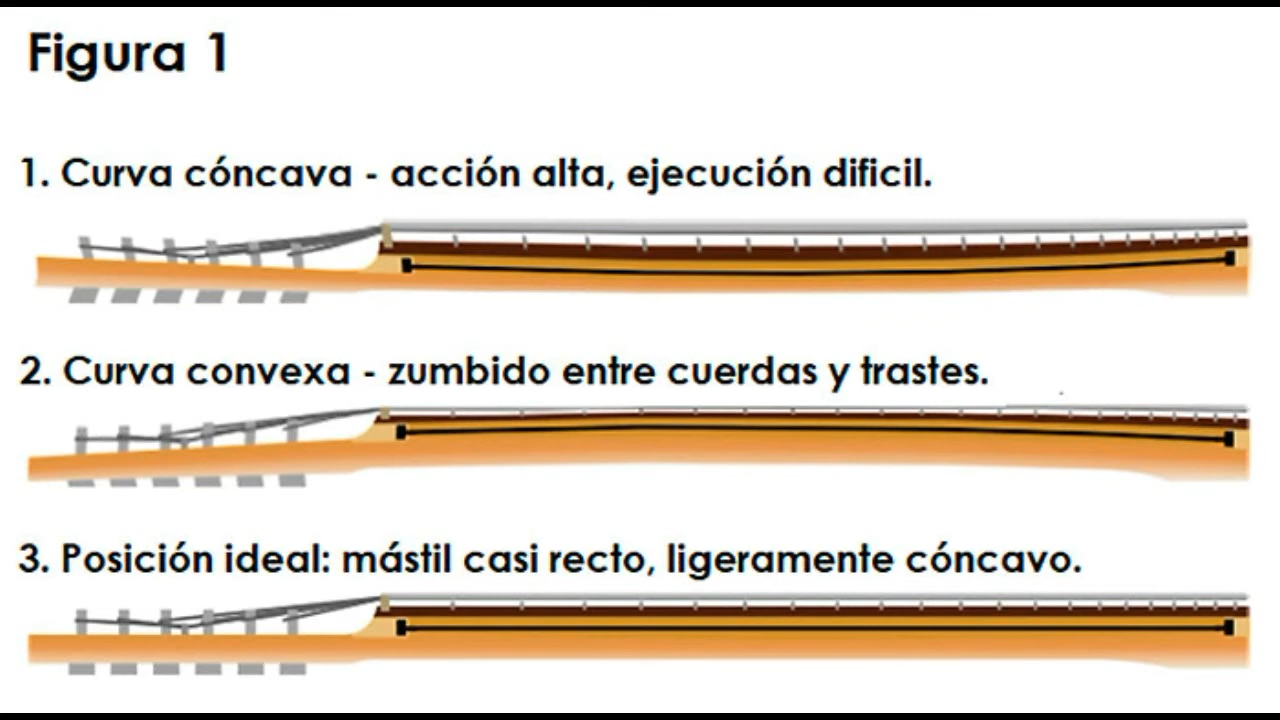 Figura 1
1. Curva cóncava - acción alta, ejecución dificil.
2. Curva convexa - zumbido entre cuerdas y trastes.
3. Posición ideal: mástil casi recto, ligeramente cóncavo.